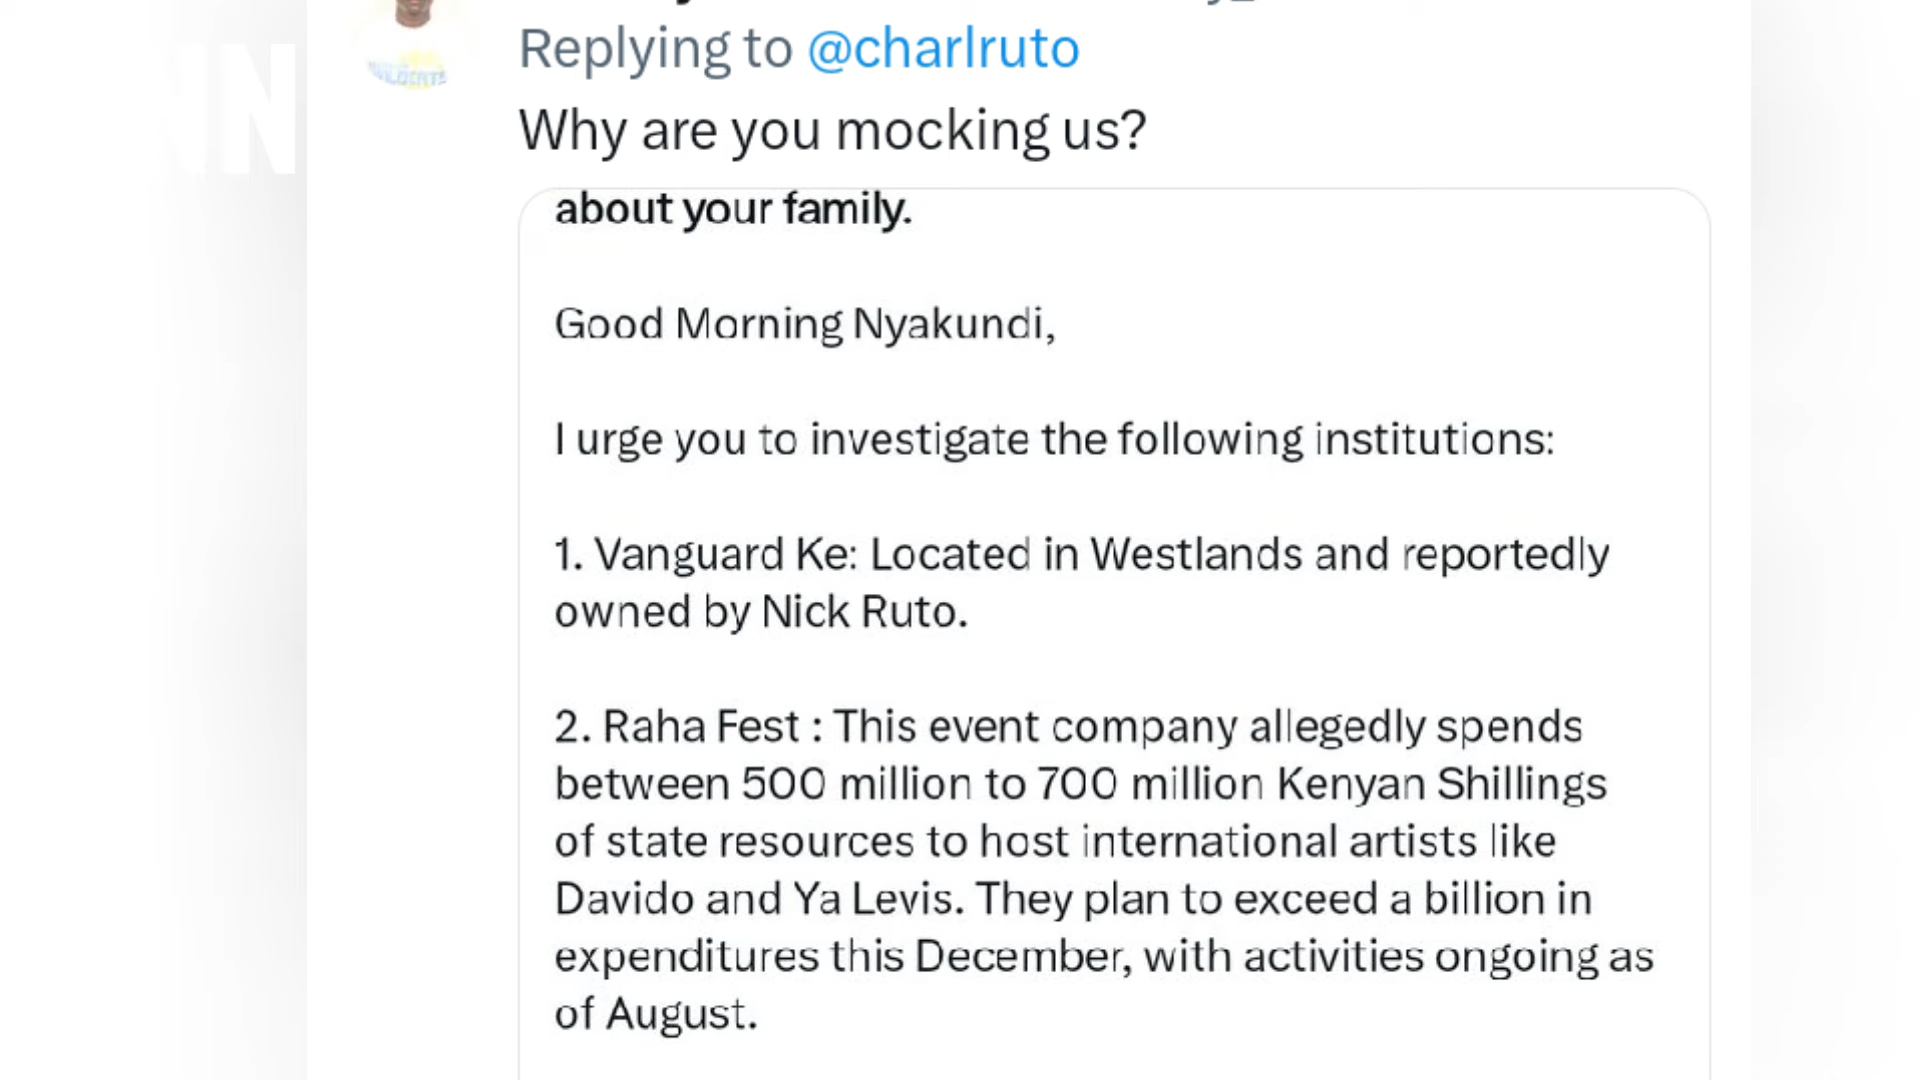 Replying to @charlruto
Why are you mocking us?
about your family.
Good Morning Nyakundi,
I urge you to investigate the following institutions:
1. Vanguard Ke: Located in Westlands and reportedly
owned by Nick Ruto.
2. Raha Fest : This event company allegedly spends
between 500 million to 700 million Kenyan Shillings
of state resources to host international artists like
Davido and Ya Levis. They plan to exceed a billion in
expenditures this December, with activities ongoing as
of August.